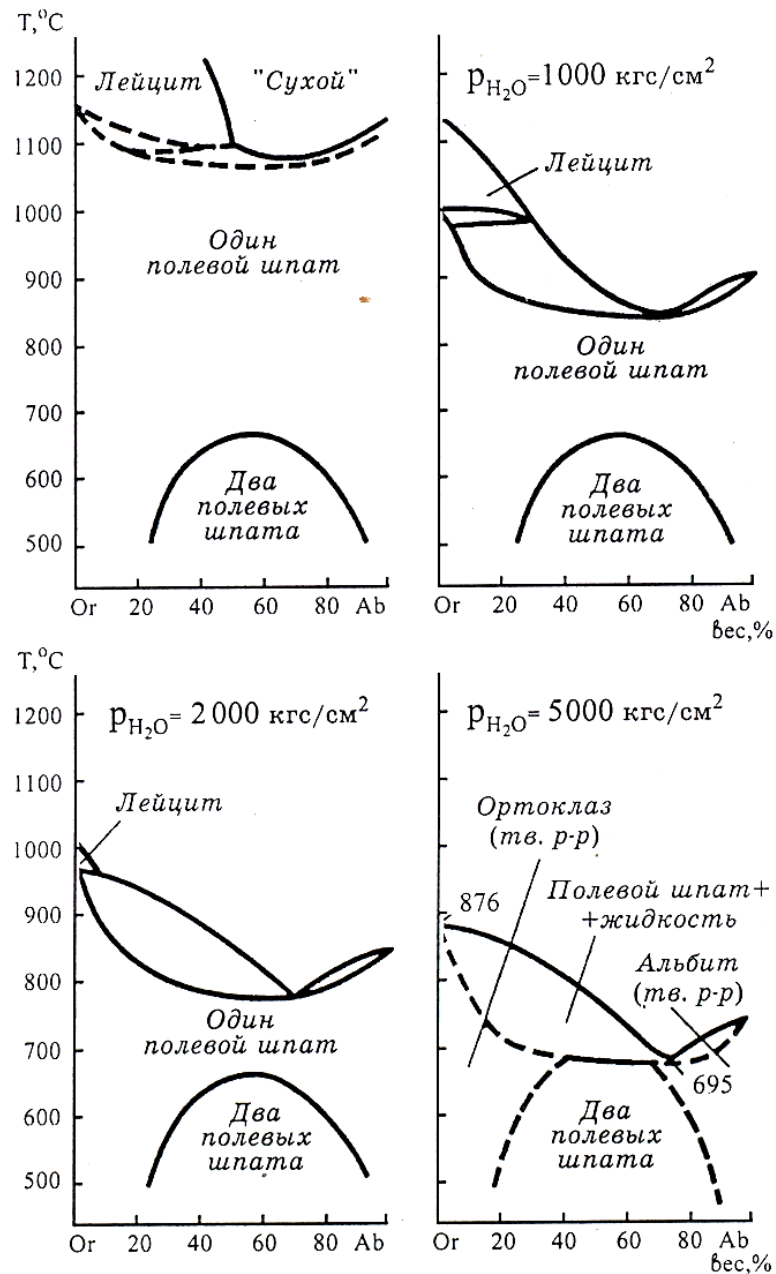 T,°C
1200
1100
1000
900
800
700
600
500
Лейцит
"Сухой"
Один
полевой шпат
Два
полевых
шпата
Or 20 40 60 Ab
P_H₂O=1000 кгс/см²
Лейцит
Один
полевой шпат
Два
полевых
шпата
Or 20 40 60 80 Ab
вес,%
T,°C
1200
1100
1000
900
800
700
600
500
P_H₂O= 2000 кгс/см²
Лейцит
Один
полевой шпат
Два
полевых
шпата
Or 20 40 60 80 Ab
P_H₂O= 5000 кгс/см²
Ортоклаз
(тв. р-р)
876
Полевой шпат+
+жидкость
Альбит
(тв. р-р)
695
Два
полевых
шпата
Or 20 40 60 80 Ab
вес,%